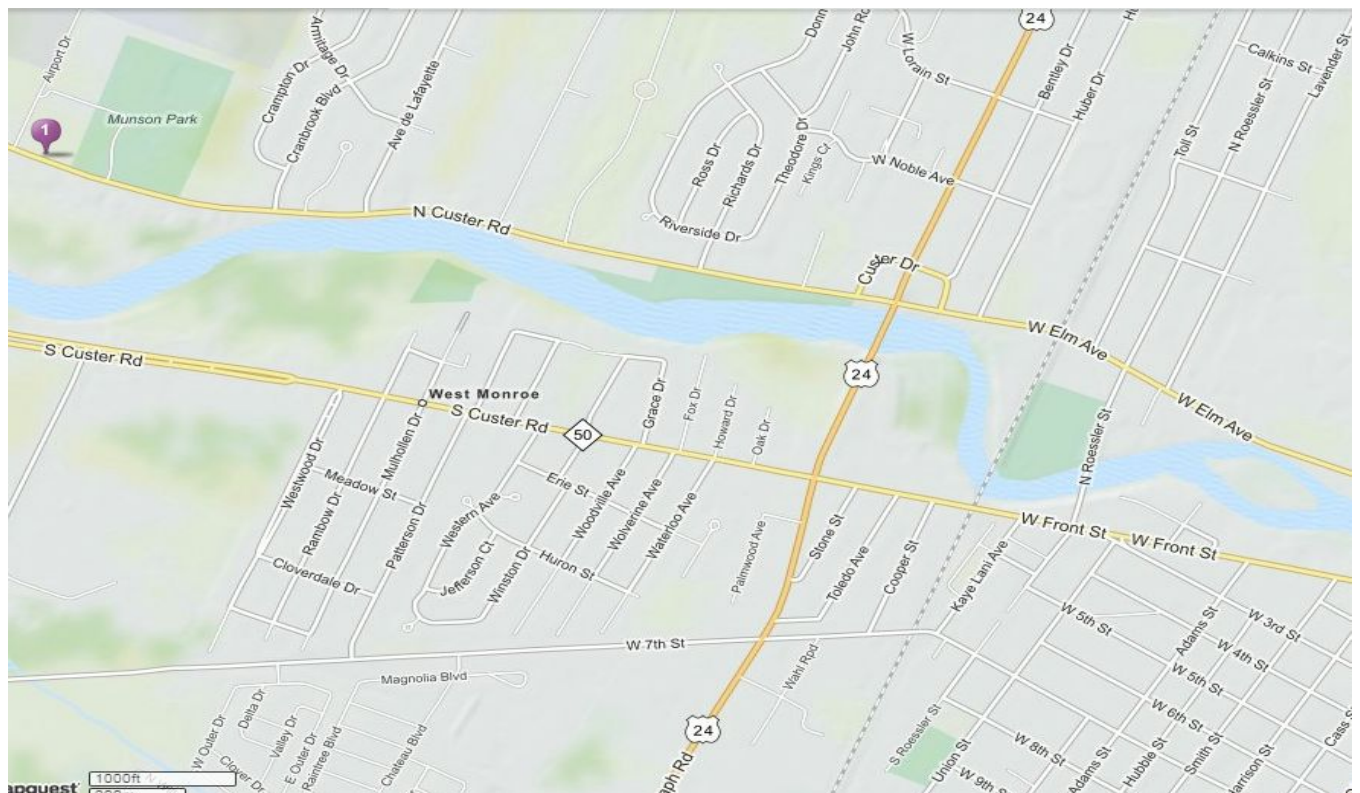 24
Airport Dr
Munson Park
1
Crampton Dr
Armitage Dr
Cranbrook Blvd
Ave de Lafayette
Donn
John Rd
W Lorain St
Bentley Dr
Huber Dr
Calkins St
Lavender St
N Roessler St
Toll St
Ross Dr
Richards Dr
Theodore Dr
Kings Cr
W Noble Ave
Riverside Dr
N Custer Rd
Custer Dr
W Elm Ave
W Elm Ave
24
S Custer Rd
West Monroe
S Custer Rd
50
Grace Dr
Fox Dr
Howard Dr
Oak Dr
N Roessler St
Westwood Dr
Mulhollen Dr
Meadow St
Rambow Dr
Patterson Dr
Cloverdale Dr
Western Ave
Jefferson Ct
Winston Dr
Erie St
Huron St
Woodville Ave
Wolverine Ave
Waterloo Ave
Palmwood Ave
Stone St
Toledo Ave
Cooper St
W Front St
W Front St
Kaye Lani Ave
W 5th St
Adams St
W 3rd St
W 4th St
W 5th St
W 6th St
W 7th St
Wahl Rpd
Magnolia Blvd
W Outer Dr
Delta Dr
Valley Dr
E Outer Dr
Raintree Blvd
Chateau Blvd
Clover Dr
24
aph Rd
S Roessler St
Union St
W 8th St
W 9th St
Adams St
Hubble St
Smith St
Harrison St
Cass S
1000ft
apquest